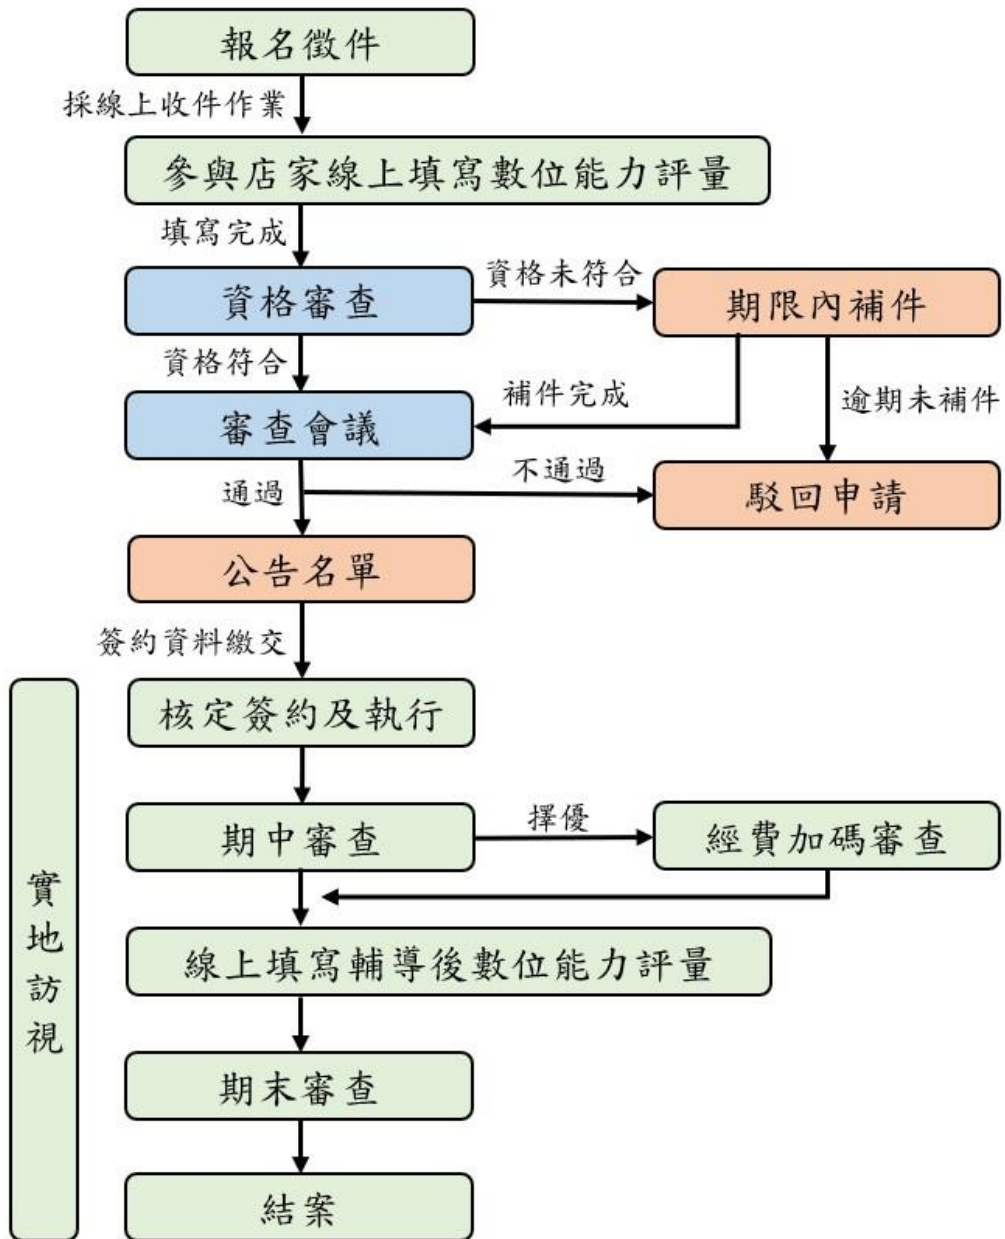 報名徵件
採線上收件作業
參與店家線上填寫數位能力評量
填寫完成
資格審查
資格未符合
期限內補件
資格符合
補件完成
逾期未補件
審查會議
通過
不通過
駁回申請
公告名單
簽約資料繳交
核定簽約及執行
期中審查
擇優
經費加碼審查
實地訪視
線上填寫輔導後數位能力評量
期末審查
結案